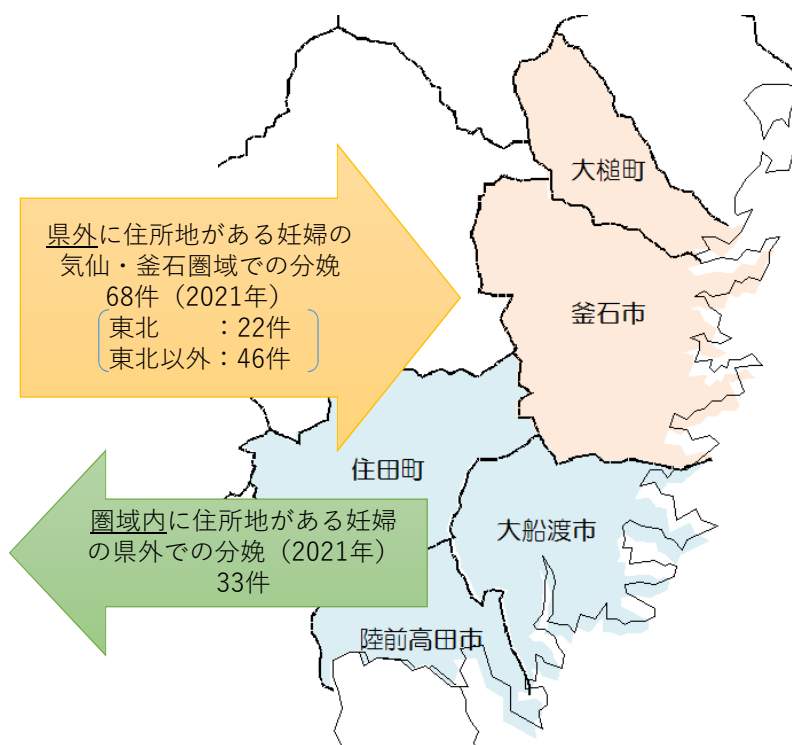 大槌町
県外に住所地がある妊婦の
気仙・釜石圏域での分娩
68件（2021年）
東北　　：22件
東北以外：46件
釜石市
住田町
圏域内に住所地がある妊婦
の県外での分娩（2021年）
33件
大船渡市
陸前高田市